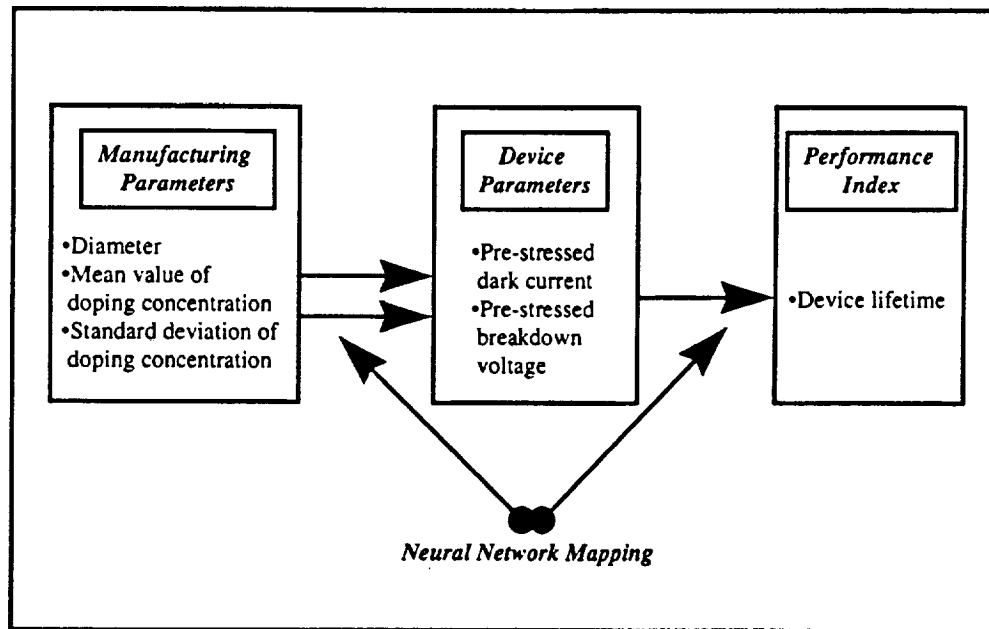 Manufacturing
Parameters
•Diameter
•Mean value of
doping concentration
•Standard deviation of
doping concentration
Device
Parameters
•Pre-stressed
dark current
•Pre-stressed
breakdown
voltage
Performance
Index
•Device lifetime
Neural Network Mapping